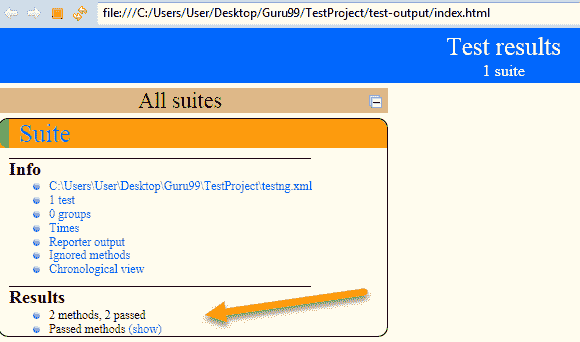 file:///C:/Users/User/Desktop/Guru99/TestProject/test-output/index.html
Test results
1 suite
All suites
Suite
Info
C:\Users\User\Desktop\Guru99\TestProject\testng.xml
1 test
0 groups
Times
Reporter output
Ignored methods
Chronological view
Results
2 methods, 2 passed
Passed methods (show)